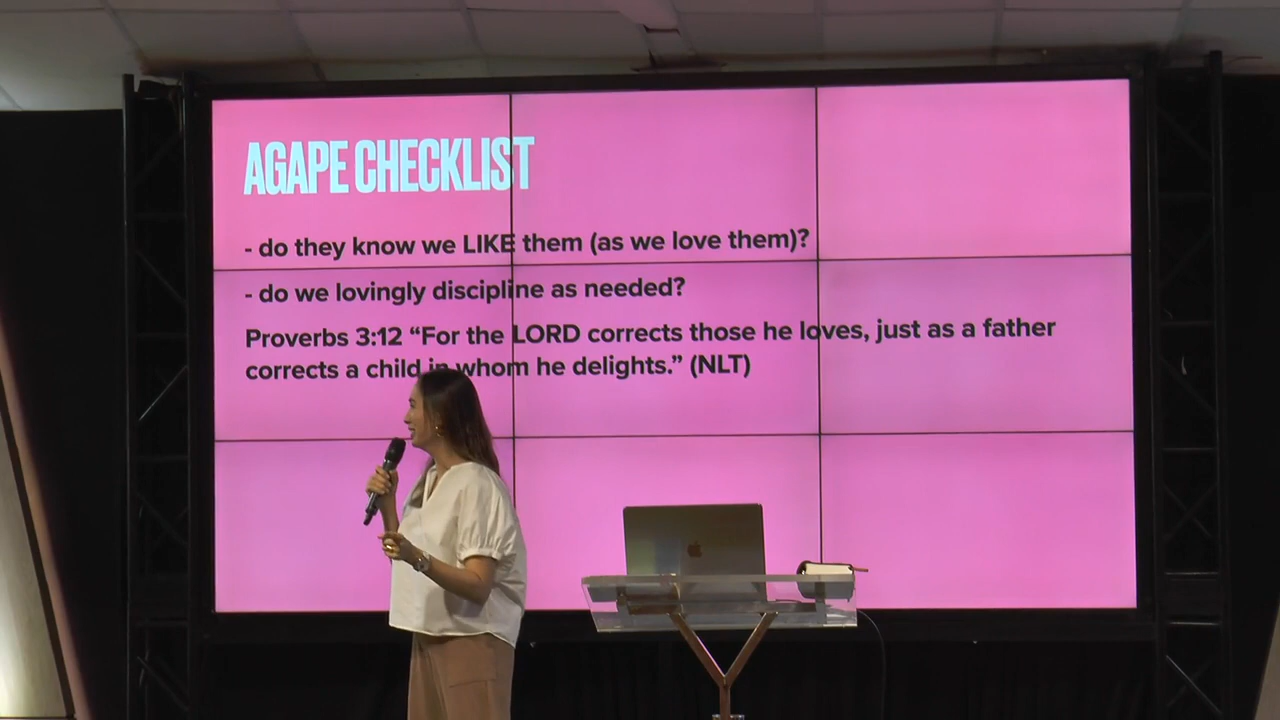 AGAPE CHECKLIST
- do they know we LIKE them (as we love them)?
- do we lovingly discipline as needed?
Proverbs 3:12 “For the LORD corrects those he loves, just as a father
corrects a child in whom he delights.” (NLT)